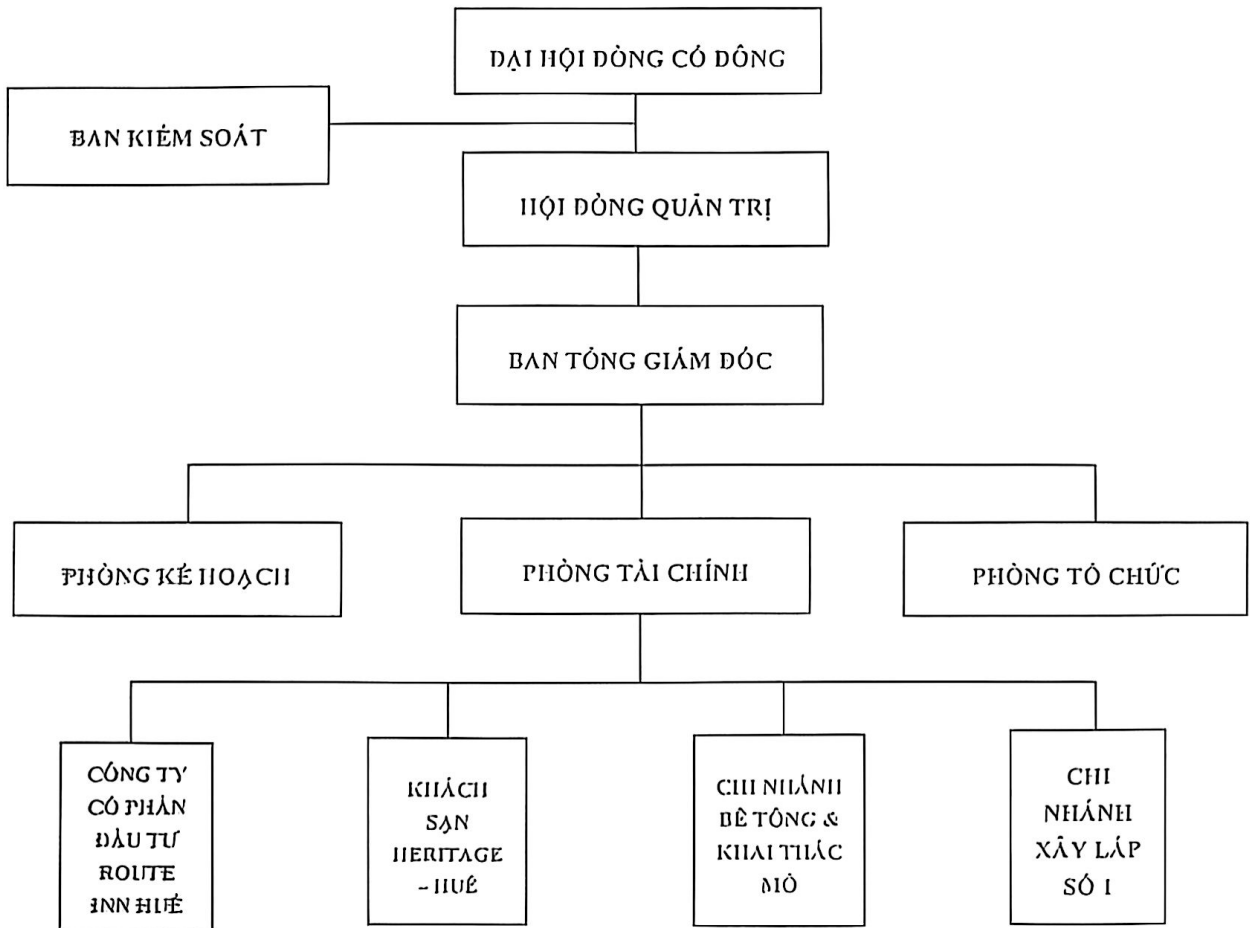 ĐẠI HỘI ĐỒNG CỔ ĐÔNG
BAN KIỂM SOÁT
HỘI ĐỒNG QUẢN TRỊ
BAN TỔNG GIÁM ĐỐC
PHÒNG KẾ HOẠCH
PHÒNG TÀI CHÍNH
PHÒNG TỔ CHỨC
CÔNG TY
CỔ PHẦN
ĐẦU TƯ
ROUTE
INN HUẾ
KHÁCH
SẠN
HERITAGE
- HUẾ
CHI NHÁNH
BÊ TÔNG &
KHAI THÁC
MỎ
CHI
NHÁNH
XÂY LẮP
SỐ 1